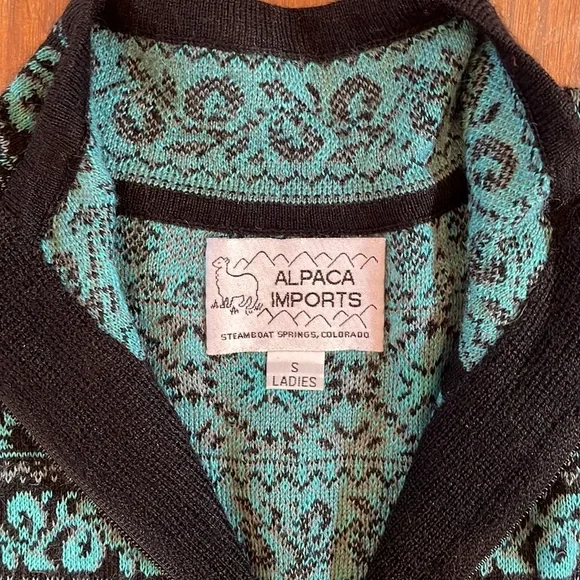 ALPACA
IMPORTS
STEAMBOAT SPRINGS, COLORADO
S
LADIES